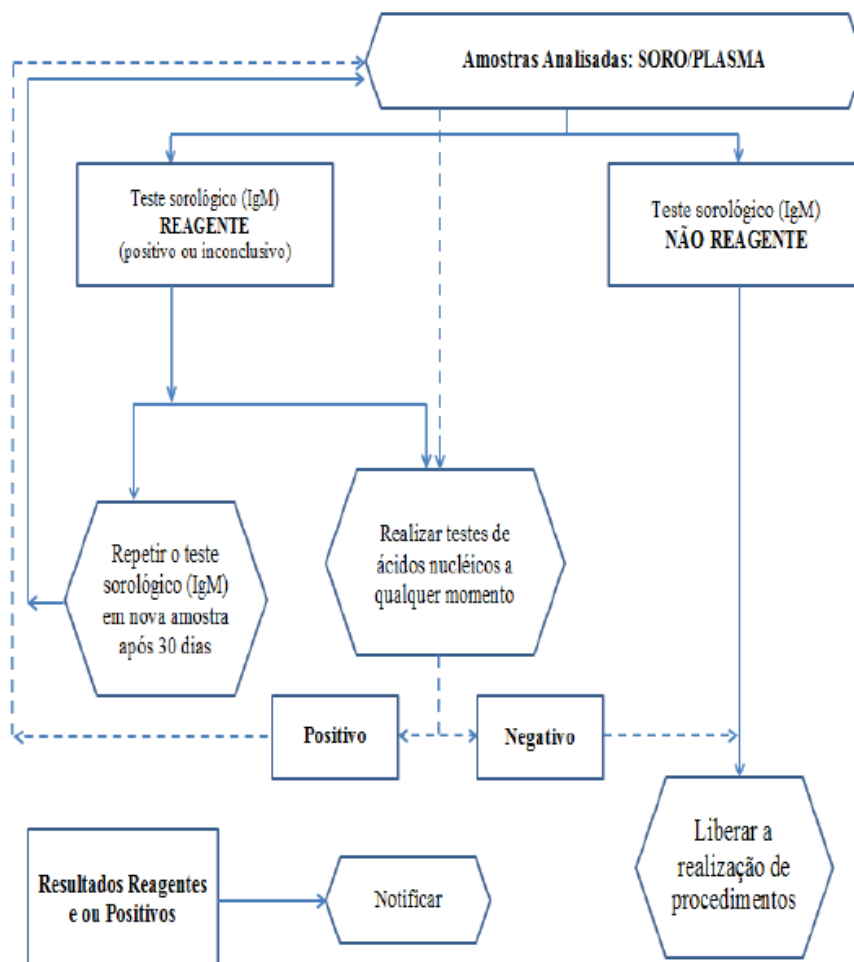 Amostras Analisadas: SORO/PLASMA
Teste sorológico (IgM)
REAGENTE
(positivo ou inconclusivo)
Teste sorológico (IgM)
NÃO REAGENTE
Repetir o teste
sorológico (IgM)
em nova amostra
após 30 dias
Realizar testes de
ácidos nucléicos a
qualquer momento
Positivo
Negativo
Liberar a
realização de
procedimentos
Resultados Reagentes
e ou Positivos
Notificar